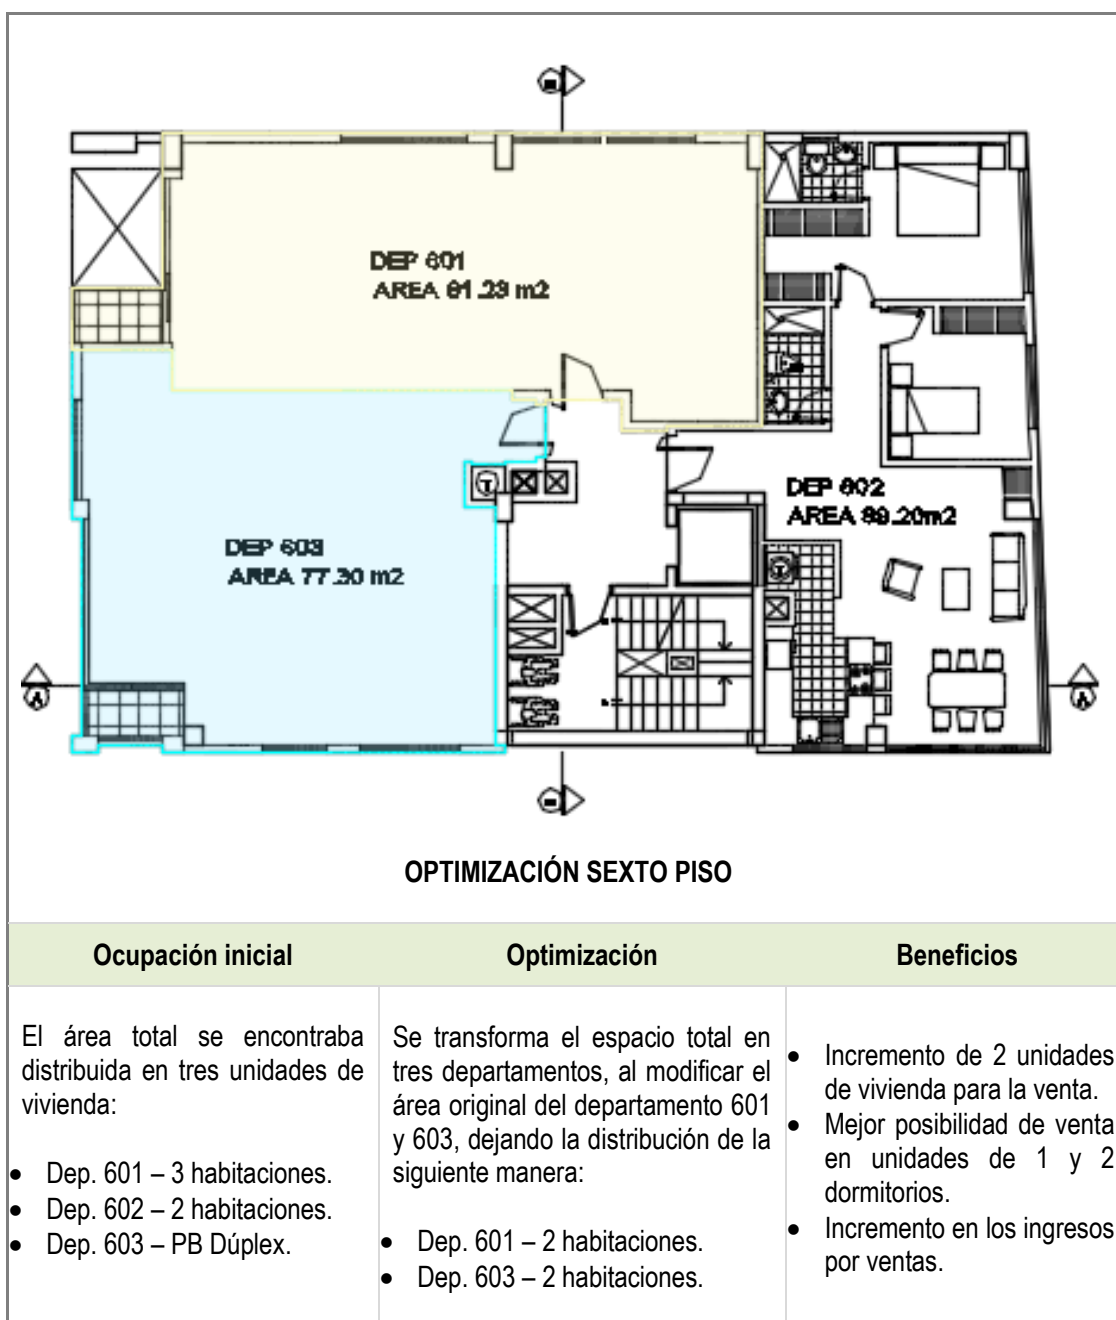 DEP 601
AREA m2
DEP 602
AREA m2
DEP 603
AREA 77.30 m2
T
T
A
A
OPTIMIZACIÓN SEXTO PISO
Ocupación inicial
Optimización
Beneficios
El área total se encontraba
distribuida en tres unidades de
vivienda:
• Dep. 601 – 3 habitaciones.
• Dep. 602 – 2 habitaciones.
• Dep. 603 – PB Dúplex.
Se transforma el espacio total en
tres departamentos, al modificar el
área original del departamento 601
y 603, dejando la distribución de la
siguiente manera:
• Dep. 601 – 2 habitaciones.
• Dep. 603 – 2 habitaciones.
• Incremento de 2 unidades
de vivienda para la venta.
• Mejor posibilidad de venta
en unidades de 1 y 2
dormitorios.
• Incremento en los ingresos
por ventas.